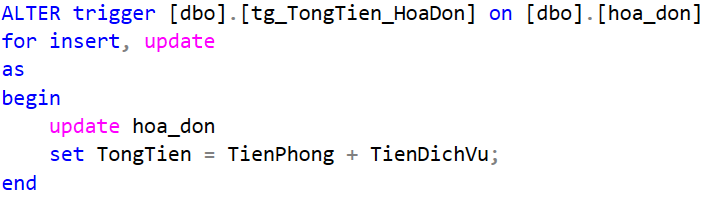 ALTER trigger [dbo].[tg_TongTien_HoaDon] on [dbo].[hoa_don]
for insert, update
as
begin
    update hoa_don
    set TongTien = TienPhong + TienDichVu;
end